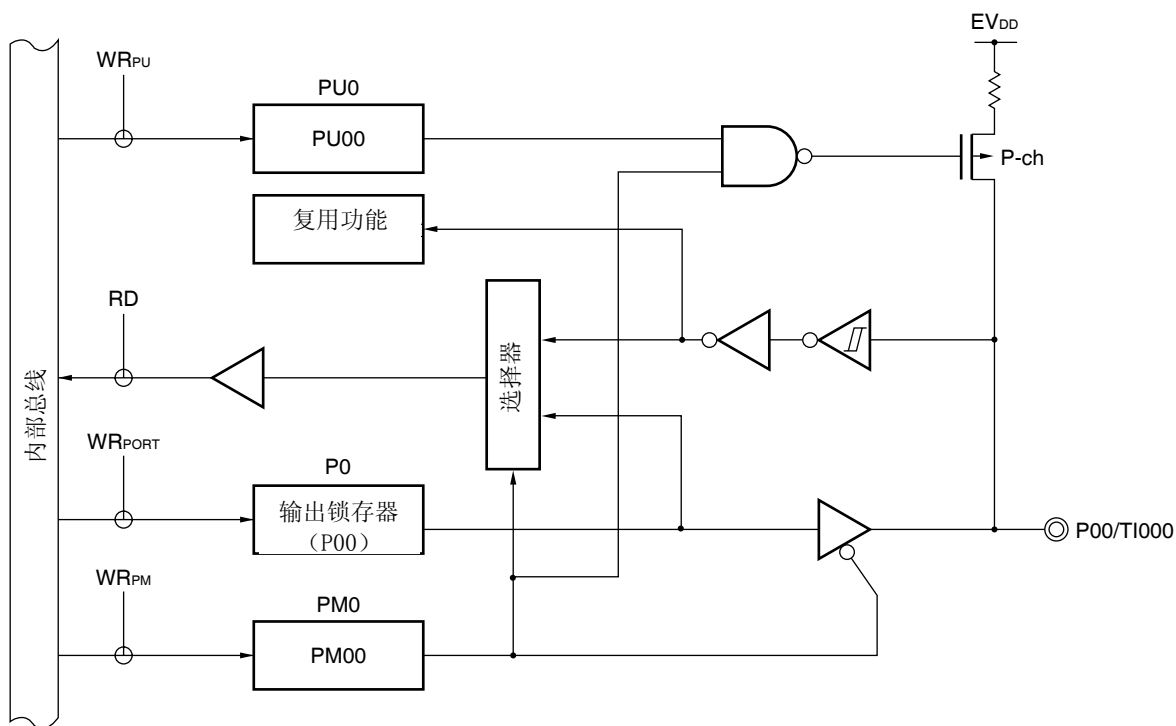 EVDD
WRPU
PU0
PU00
P-ch
复用功能
RD
选择器
内部总线
WRPORT
P0
输出锁存器
（P00）
P00/TI000
WRPM
PM0
PM00